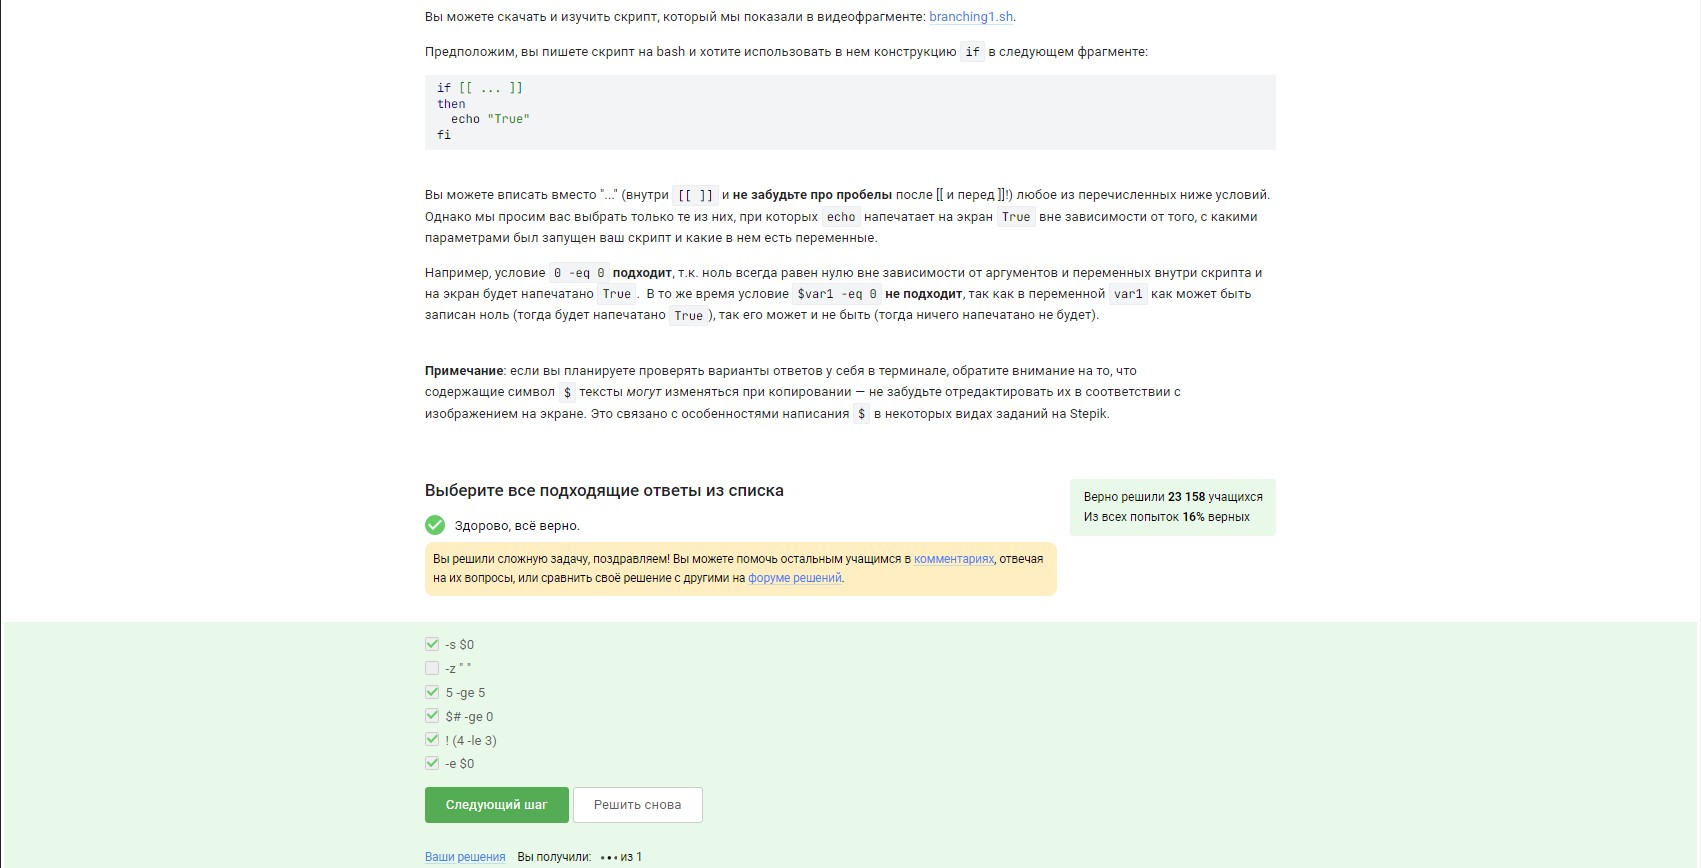 Вы можете скачать и изучить скрипт, который мы показали в видеофрагменте: branching1.sh.
Предположим, вы пишете скрипт на bash и хотите использовать в нем конструкцию if в следующем фрагменте:
if [[ ... ]]
then
  echo "True"
fi
Вы можете вписать вместо "..." (внутри [[ ]] и не забудьте про пробелы после [[ и перед ]]!) любое из перечисленных ниже условий.
Однако мы просим вас выбрать только те из них, при которых echo напечатает на экран True вне зависимости от того, с какими
параметрами был запущен ваш скрипт и какие в нем есть переменные.
Например, условие 0 -eq 0 подходит, т.к. ноль всегда равен нулю вне зависимости от аргументов и переменных внутри скрипта и
на экран будет напечатано True . В то же время условие $var1 -eq 0 не подходит, так как в переменной var1 как может быть
записан ноль (тогда будет напечатано True ), так его может и не быть (тогда ничего напечатано не будет).
Примечание: если вы планируете проверять варианты ответов у себя в терминале, обратите внимание на то, что
содержащие символ $ тексты могут изменяться при копировании — не забудьте отредактировать их в соответствии с
изображением на экране. Это связано с особенностями написания $ в некоторых видах заданий на Stepik.
Выберите все подходящие ответы из списка
Верно решили 23 158 учащихся
Из всех попыток 16% верных
Здорово, всё верно.
Вы решили сложную задачу, поздравляем! Вы можете помочь остальным учащимся в комментариях, отвечая
на их вопросы, или сравнить своё решение с другими на форуме решений.
-s $0
-z " "
5 -ge 5
$# -ge 0
! (4 -le 3)
-e $0
Следующий шаг
Решить снова
Ваши решения Вы получили: ••• из 1